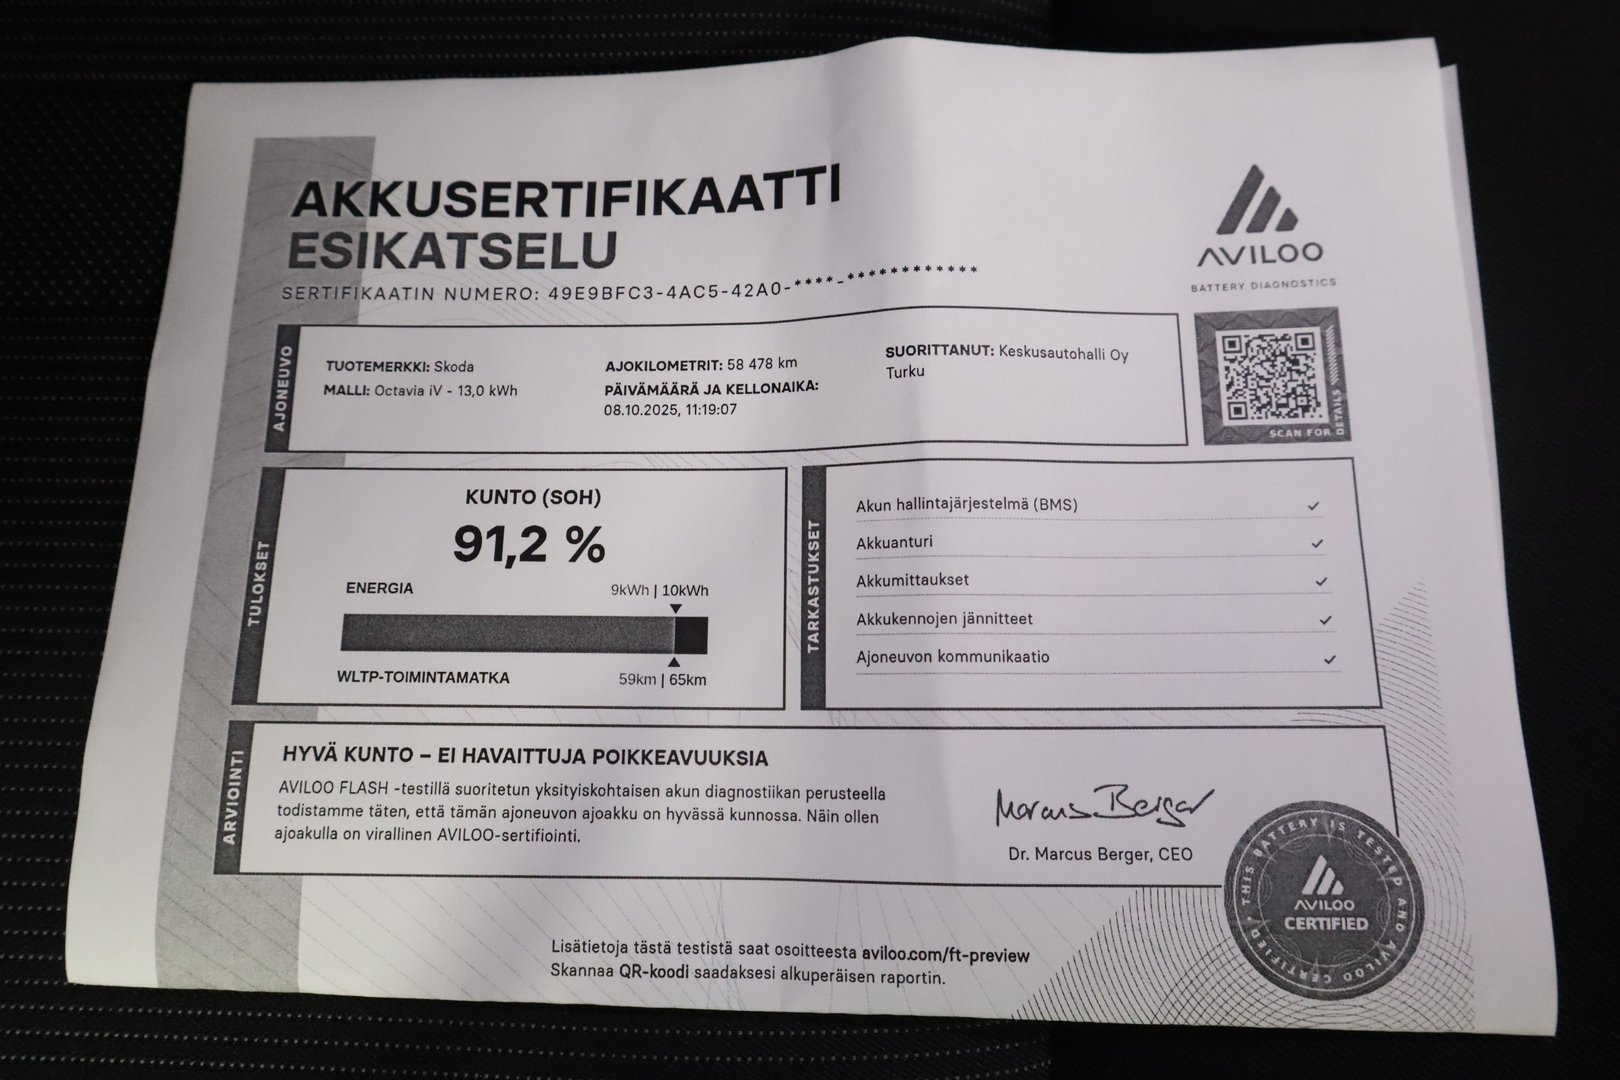 AKKUSERTIFIKAATTI
ESIKATSELU
SERTIFIKAATIN NUMERO: 49E9BFC3-4AC5-42A0-****-************
AVILOO
BATTERY DIAGNOSTICS
SCAN FOR DETAILS
AJONEUVO
TUOTEMERKKI: Skoda
MALLI: Octavia iV - 13,0 kWh
AJOKILOMETRIT: 58 478 km
PÄIVÄMÄÄRÄ JA KELLONAIKA:
08.10.2025, 11:19:07
SUORITTANUT: Keskusautohalli Oy
Turku
TULOKSET
KUNTO (SOH)
91,2 %
ENERGIA 9kWh | 10kWh
WLTP-TOIMINTAMATKA 59km | 65km
TARKASTUKSET
Akun hallintajärjestelmä (BMS) ✓
Akkuanturi ✓
Akkumittaukset ✓
Akkukennojen jännitteet ✓
Ajoneuvon kommunikaatio ✓
ARVIOINTI
HYVÄ KUNTO – EI HAVAITTUJA POIKKEAVUUKSIA
AVILOO FLASH -testillä suoritetun yksityiskohtaisen akun diagnostiikan perusteella
todistamme täten, että tämän ajoneuvon ajoakku on hyvässä kunnossa. Näin ollen
ajoakulla on virallinen AVILOO-sertifiointi.
Marcus Berger
Dr. Marcus Berger, CEO
THIS BATTERY IS TESTED AND AVILOO CERTIFIED
AVILOO
CERTIFIED
Lisätietoja tästä testistä saat osoitteesta aviloo.com/ft-preview
Skannaa QR-koodi saadaksesi alkuperäisen raportin.